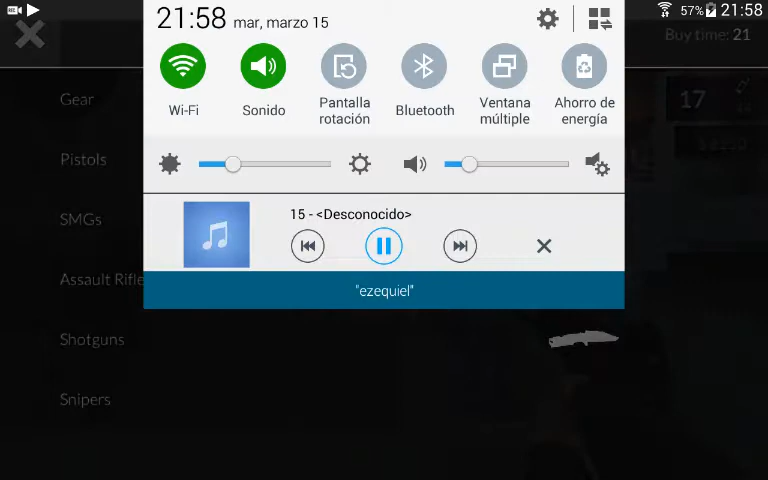 21:58 mar, marzo 15
57% 21:58
Buy time: 21
Wi-Fi
Sonido
Pantalla
rotación
Bluetooth
Ventana
múltiple
Ahorro de
energía
Gear
17
Pistols
15 - <Desconocido>
SMGs
Assault Rifle
"ezequiel"
Shotguns
Snipers